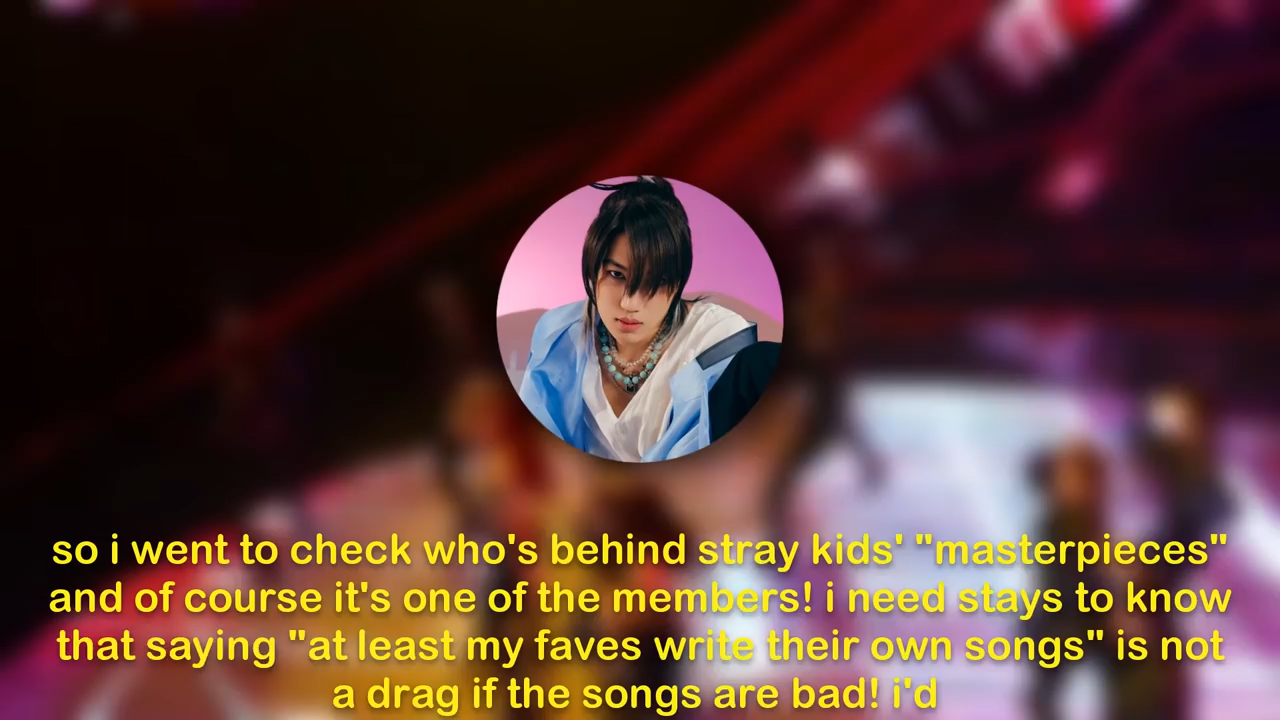 so i went to check who's behind stray kids' "masterpieces"
and of course it's one of the members! i need stays to know
that saying "at least my faves write their own songs" is not
a drag if the songs are bad! i'd